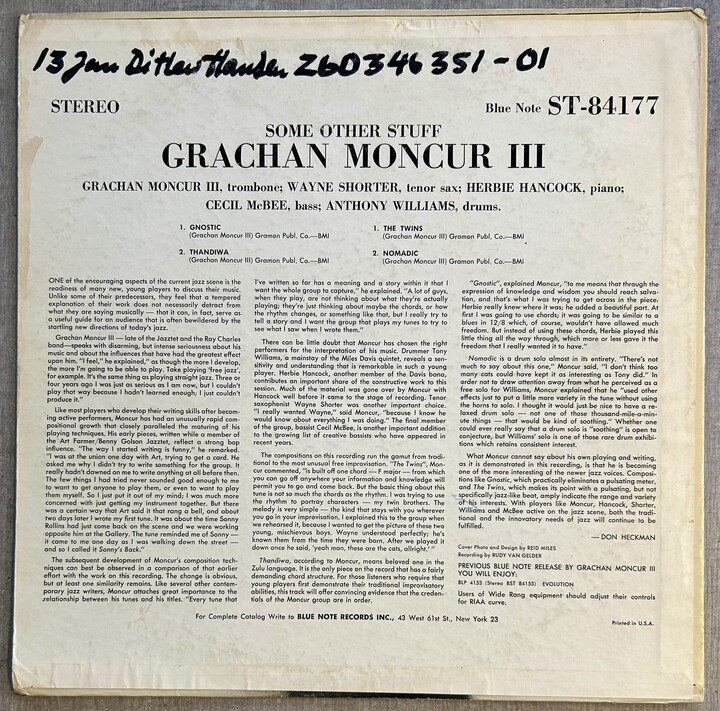 13 Jan Ditlev Hansen Z60346351-01
STEREO
Blue Note ST-84177
SOME OTHER STUFF
GRACHAN MONCUR III
GRACHAN MONCUR III, trombone; WAYNE SHORTER, tenor sax; HERBIE HANCOCK, piano;
CECIL McBEE, bass; ANTHONY WILLIAMS, drums.
1. GNOSTIC
(Grachan Moncur III) Gramon Publ. Co.—BMI
2. THANDIWA
(Grachan Moncur III) Gramon Publ. Co.—BMI
1. THE TWINS
(Grachan Moncur III) Gramon Publ. Co.—BMI
2. NOMADIC
(Grachan Moncur III) Gramon Publ. Co.—BMI
ONE of the encouraging aspects of the current jazz scene is the
readiness of many new, young players to discuss their music.
Unlike some of their predecessors, they feel that a tempered
explanation of their work does not necessarily detract from
what they are saying musically — that it can, in fact, serve as
a useful guide for an audience that is often bewildered by the
startling new directions of today's jazz.
Grachan Moncur III — late of the Jazztet and the Ray Charles
band—speaks with disarming, but intense seriousness about his
music and about the influences that have had the greatest effect
upon him. "I feel," he explained, "as though the more I develop,
the more I'm going to be able to play. Take playing 'free jazz',
for example. It's the same thing as playing straight jazz. Three or
four years ago I was just as serious as I am now, but I couldn't
play that way because I hadn't learned enough; I just couldn't
produce it."
Like most players who develop their writing skills after becom-
ing active performers, Moncur has had an unusually rapid com-
positional growth that closely paralleled the maturing of his
playing techniques. His early pieces, written while a member of
the Art Farmer/Benny Golson Jazztet, reflect a strong bop
influence. "The way I started writing is funny," he remarked.
"I was at the union one day with Art, trying to get a card. He
asked me why I didn't try to write something for the group. It
really hadn't dawned on me to write anything at all before then.
The few things I had tried never sounded good enough to me
to want to get anyone to play them, or even to want to play
them myself. So I just put it out of my mind; I was much more
concerned with just getting my instrument together. But there
was a certain way that Art said it that rang a bell, and about
two days later I wrote my first tune. It was about the time Sonny
Rollins had just come back on the scene and we were working
opposite him at the Gallery. The tune reminded me of Sonny —
it came to me one day as I was walking down the street —
and so I called it Sonny's Back."
The subsequent development of Moncur's composition tech-
niques can best be observed in a comparison of that earlier
effort with the work on this recording. The change is obvious,
but at least one similarity remains. Like several other contempo-
rary jazz writers, Moncur attaches great importance to the
relationship between his tunes and his titles. "Every tune that
I've written so far has a meaning and a story within it that I
want the whole group to capture," he explained. "A lot of guys,
when they play, are not thinking about what they're actually
playing; they're just thinking about maybe the chords, or how
the rhythm changes, or something like that, but I really try to
tell a story and I want the group that plays my tunes to try to
see what I saw when I wrote them."
There can be little doubt that Moncur has chosen the right
performers for the interpretation of his music. Drummer Tony
Williams, a mainstay of the Miles Davis quintet, reveals a sen-
sitivity and understanding that is remarkable in such a young
player. Herbie Hancock, another member of the Davis band,
contributes an important share of the constructive work to this
session. Much of the material was gone over by Moncur with
Hancock well before it came to the stage of recording. Tenor
saxophonist Wayne Shorter was another important choice.
"I really wanted Wayne," said Moncur, "because I know he
would know about everything I was doing." The final member
of the group, bassist Cecil McBee, is another important addition
to the growing list of creative bassists who have appeared in
recent years.
The compositions on this recording run the gamut from tradi-
tional to the most unusual free improvisation. "The Twins", Mon-
cur commented, "is built off one chord — F major — from which
you can go off anywhere your information and knowledge will
permit you to go and come back. But the basic thing about this
tune is not so much the chords as the rhythm. I was trying to use
the rhythm to portray characters — my twin brothers. The
melody is very simple — the kind that stays with you wherever
you go in your improvisation. I explained this to the group when
we rehearsed it, because I wanted to get the picture of these two
young, mischievous boys. Wayne understood perfectly; he's
known them from the time they were born. After we played it
down once he said, 'yeah man, these are the cats, allright.' "
Thandiwa, according to Moncur, means beloved one in the
Zulu language. It is the only piece on the record that has a fairly
demanding chord structure. For those listeners who require that
young players first demonstrate their traditional improvisatory
abilities, this track will offer convincing evidence that the creden-
tials of the Moncur group are in order.
"Gnostic", explained Moncur, "to me means that through the
expression of knowledge and wisdom you should reach salva-
tion, and that's what I was trying to get across in the piece.
Herbie really knew where it was; he added a beautiful part. At
first I was going to use chords; it was going to be similar to a
blues in 12/8 which, of course, wouldn't have allowed much
freedom. But instead of using these chords, Herbie played this
little thing all the way through, which more or less gave it the
freedom that I really wanted it to have."
Nomadic is a drum solo almost in its entirety. "There's not
much to say about this one," Moncur said. "I don't think too
many cats could have kept it as interesting as Tony did." In
order not to draw attention away from what he perceived as a
free solo for Williams, Moncur explained that he "used other
effects just to put a little more variety in the tune without using
the horns to solo. I thought it would just be nice to have a re-
laxed drum solo — not one of those thousand-mile-a-min-
ute things — that would be kind of soothing." Whether one
could ever really say that a drum solo is "soothing" is open to
conjecture, but Williams' solo is one of those rare drum exhibi-
tions which retains consistent interest.
What Moncur cannot say about his own playing and writing,
as it is demonstrated in this recording, is that he is becoming
one of the more interesting of the newer jazz voices. Composi-
tions like Gnostic, which practically eliminates a pulsating meter,
and The Twins, which makes its point with a pulsating, but not
specifically jazz-like beat, amply indicate the range and variety
of his interests. With players like Moncur, Hancock, Shorter,
Williams and McBee active on the jazz scene, both the tradi-
tional and the innovatory needs of jazz will continue to be
fulfilled.
— DON HECKMAN
Cover Photo and Design by REID MILES
Recording by RUDY VAN GELDER
PREVIOUS BLUE NOTE RELEASE BY GRACHAN MONCUR III
YOU WILL ENJOY:
BLP 4153 (Stereo BST 84153) EVOLUTION
Users of Wide Rang equipment should adjust their controls
for RIAA curve.
For Complete Catalog Write to BLUE NOTE RECORDS INC., 43 West 61st St., New York 23
Printed in U.S.A.